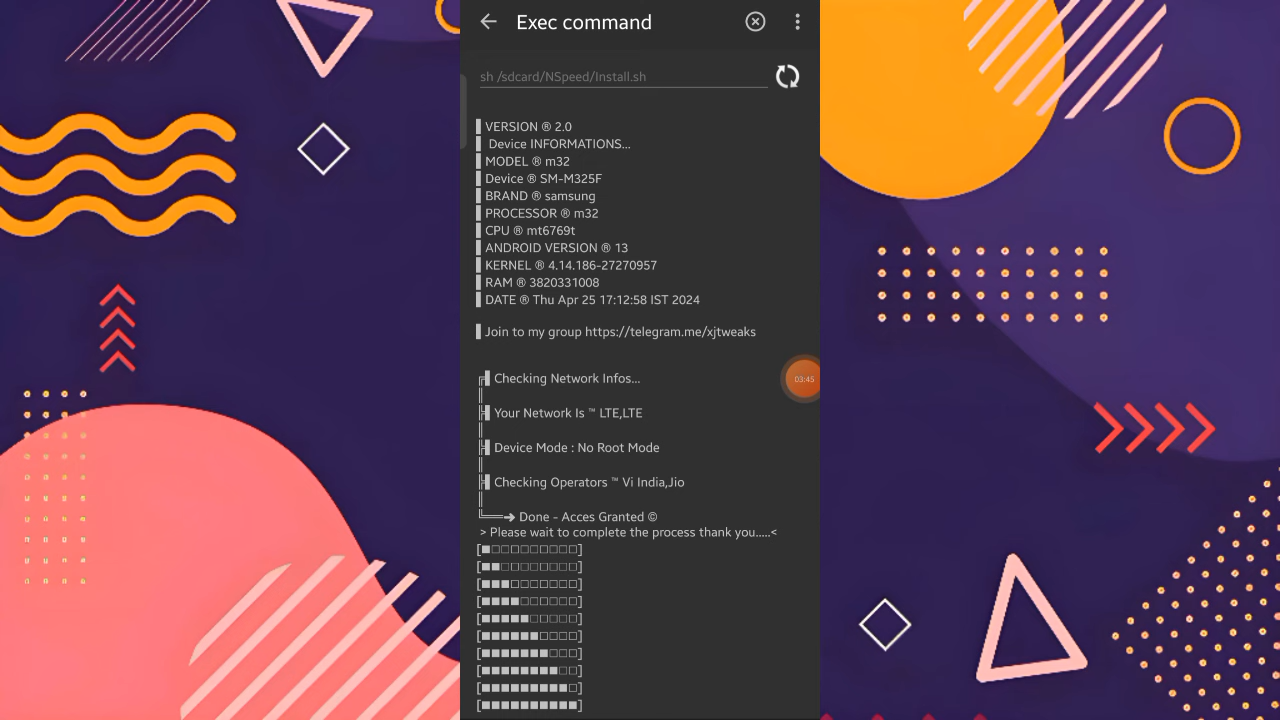 Exec command
sh /sdcard/NSpeed/Install.sh
VERSION ® 2.0
Device INFORMATIONS...
MODEL ® m32
Device ® SM-M325F
BRAND ® samsung
PROCESSOR ® m32
CPU ® mt6769t
ANDROID VERSION ® 13
KERNEL ® 4.14.186-27270957
RAM ® 3820331008
DATE ® Thu Apr 25 17:12:58 IST 2024
Join to my group https://telegram.me/xjtweaks
Checking Network Infos...
03:45
Your Network Is ™ LTE,LTE
Device Mode : No Root Mode
Checking Operators ™ Vi India,Jio
Done - Acces Granted ©
> Please wait to complete the process thank you.....<
[■□□□□□□□□□]
[■■□□□□□□□□]
[■■■□□□□□□□]
[■■■■□□□□□□]
[■■■■■□□□□□]
[■■■■■■□□□□]
[■■■■■■■□□□]
[■■■■■■■■□□]
[■■■■■■■■■□]
[■■■■■■■■■■]